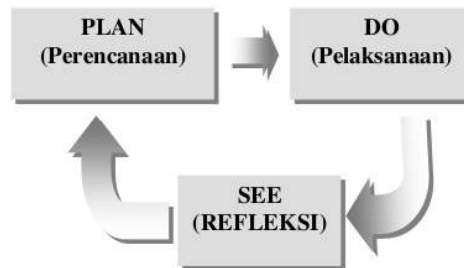 PLAN
(Perencanaan)
DO
(Pelaksanaan)
SEE
(REFLEKSI)